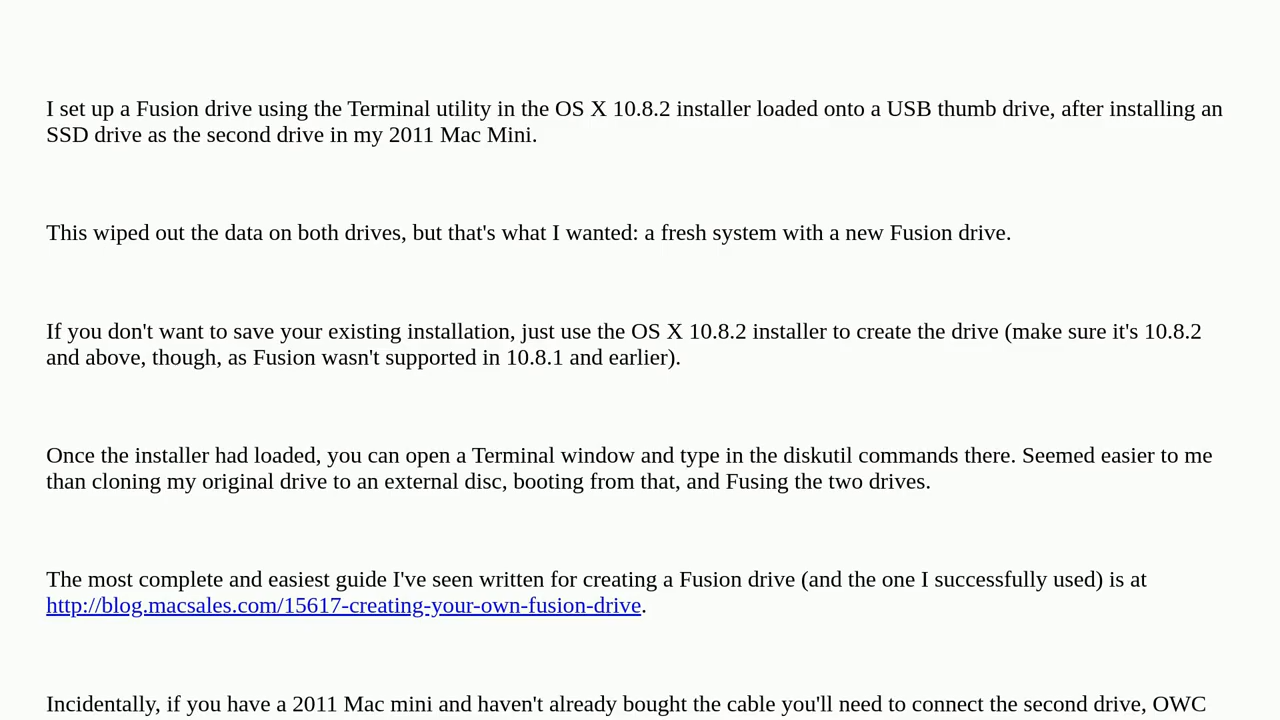 I set up a Fusion drive using the Terminal utility in the OS X 10.8.2 installer loaded onto a USB thumb drive, after installing an
SSD drive as the second drive in my 2011 Mac Mini.
This wiped out the data on both drives, but that's what I wanted: a fresh system with a new Fusion drive.
If you don't want to save your existing installation, just use the OS X 10.8.2 installer to create the drive (make sure it's 10.8.2
and above, though, as Fusion wasn't supported in 10.8.1 and earlier).
Once the installer had loaded, you can open a Terminal window and type in the diskutil commands there. Seemed easier to me
than cloning my original drive to an external disc, booting from that, and Fusing the two drives.
The most complete and easiest guide I've seen written for creating a Fusion drive (and the one I successfully used) is at
http://blog.macsales.com/15617-creating-your-own-fusion-drive.
Incidentally, if you have a 2011 Mac mini and haven't already bought the cable you'll need to connect the second drive, OWC